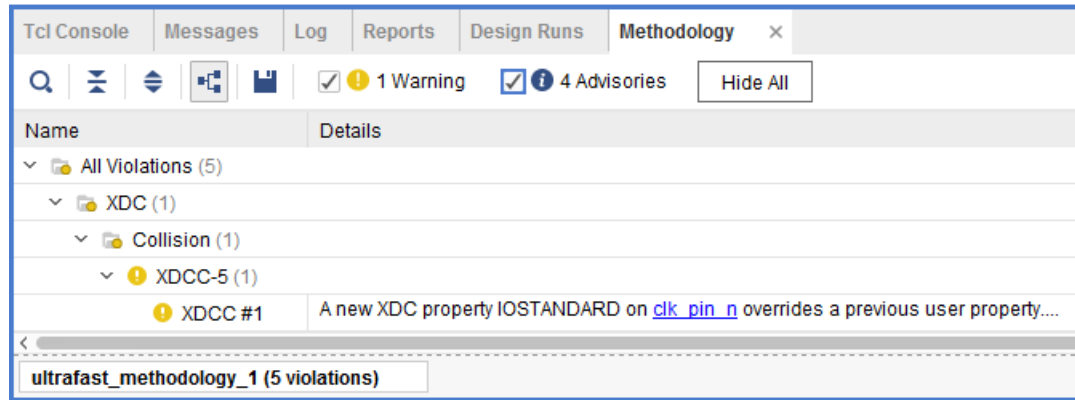 Tcl Console Messages Log Reports Design Runs Methodology
1 Warning 4 Advisories Hide All
Name Details
All Violations (5)
XDC (1)
Collision (1)
XDCC-5 (1)
XDCC #1 A new XDC property IOSTANDARD on clk_pin_n overrides a previous user property....
ultrafast_methodology_1 (5 violations)